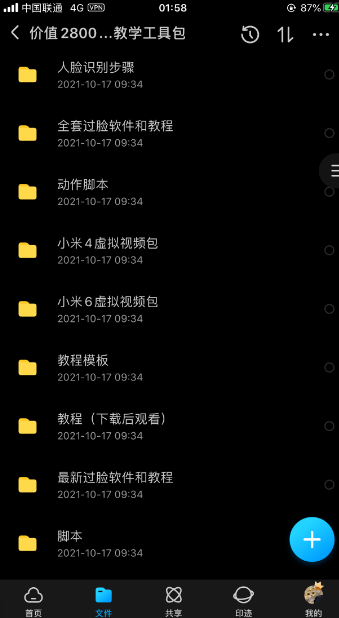 中国联通 4G VPN 01:58 87%
价值2800...教学工具包
人脸识别步骤
2021-10-17 09:34
全套过脸软件和教程
2021-10-17 09:34
动作脚本
2021-10-17 09:34
小米4虚拟视频包
2021-10-17 09:34
小米6虚拟视频包
2021-10-17 09:34
教程模板
2021-10-17 09:34
教程（下载后观看）
2021-10-17 09:34
最新过脸软件和教程
2021-10-17 09:34
脚本
2021-10-17 09:34
首页 文件 共享 印迹 我的